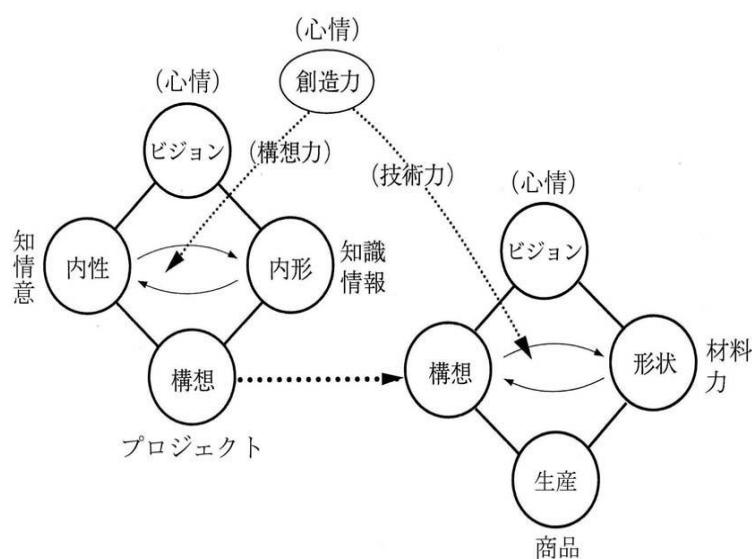 (心情)
創造力
(心情)
ビジョン
(構想力)
(技術力)
知情意
内性
内形
知識
情報
構想
プロジェクト
(心情)
ビジョン
構想
形状
材料
力
生産
商品